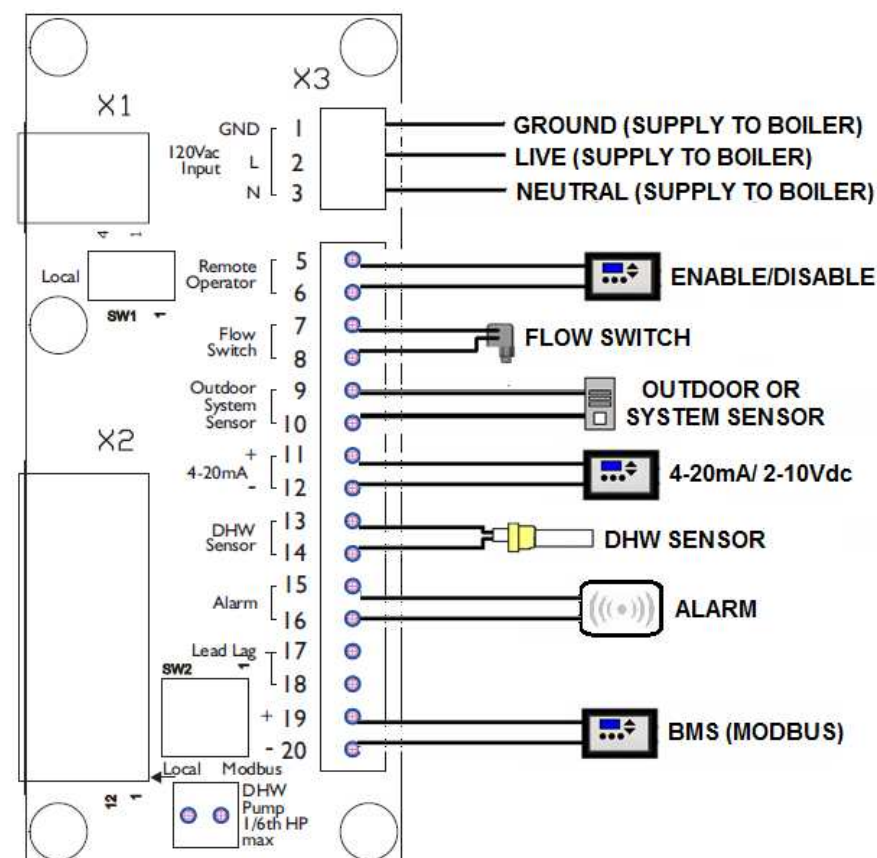 X3
X1
GND 1
120Vac
Input
L 2
N 3
GROUND (SUPPLY TO BOILER)
LIVE (SUPPLY TO BOILER)
NEUTRAL (SUPPLY TO BOILER)
4 1
Local
SW1 1
Remote
Operator
5
6
ENABLE/DISABLE
Flow
Switch
7
8
FLOW SWITCH
Outdoor
System
Sensor
9
10
OUTDOOR OR
SYSTEM SENSOR
X2
+ 11
4-20mA
- 12
4-20mA/ 2-10Vdc
DHW
Sensor
13
14
DHW SENSOR
Alarm
15
16
ALARM
Lead Lag
17
18
SW2 1
+ 19
- 20
BMS (MODBUS)
Local Modbus
12 1
DHW
Pump
1/6th HP
max